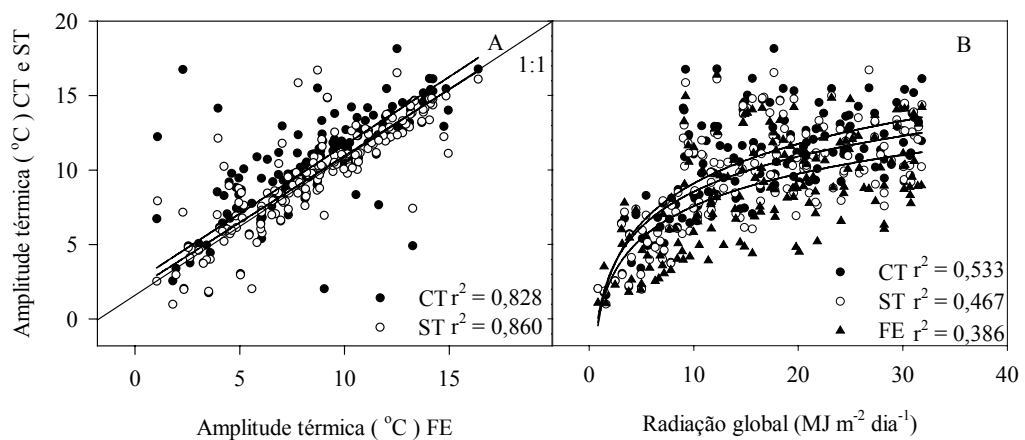 Amplitude térmica ( °C ) CT e ST
20
15
10
5
0
A
1:1
CT r² = 0,828
ST r² = 0,860
0 5 10 15
Amplitude térmica ( °C ) FE
B
CT r² = 0,533
ST r² = 0,467
FE r² = 0,386
0 10 20 30 40
Radiação global (MJ m⁻² dia⁻¹)